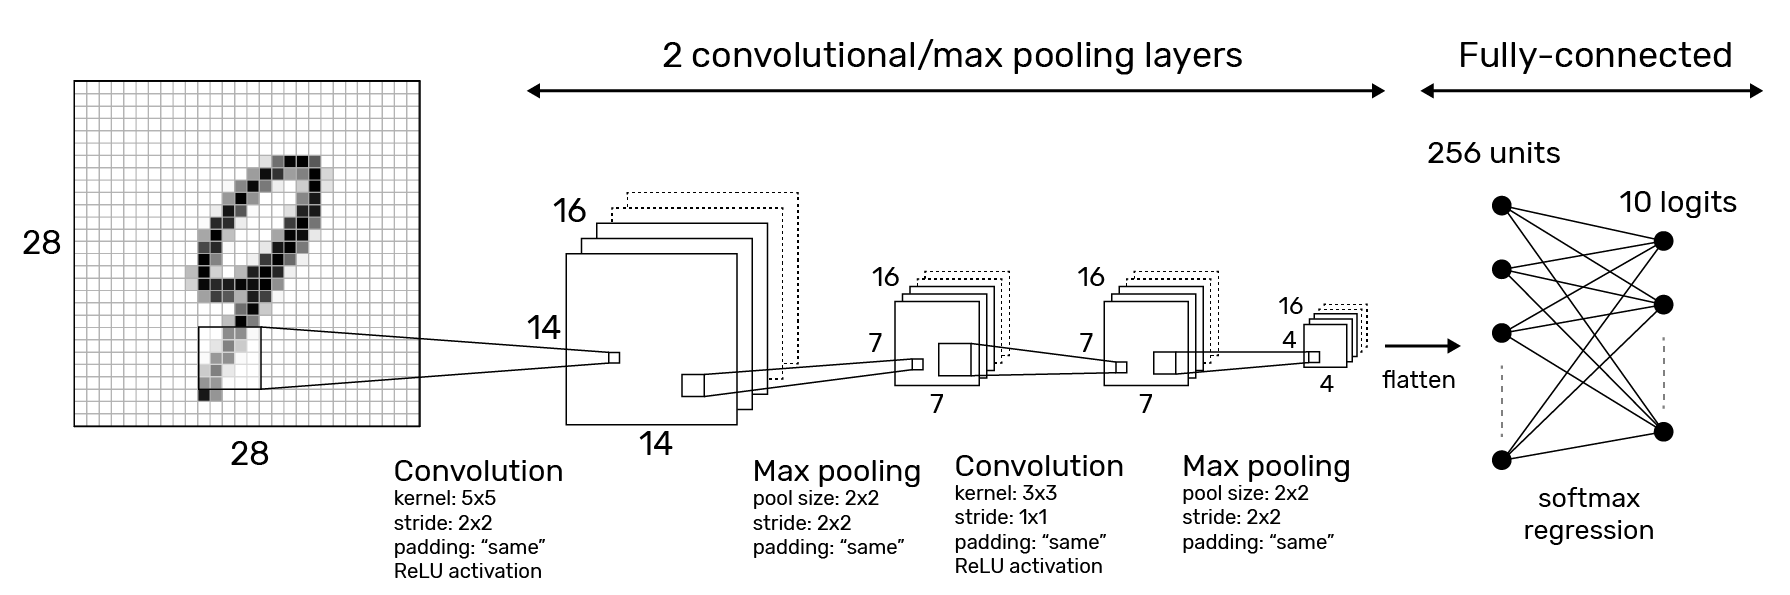 2 convolutional/max pooling layers
Fully-connected
28
28
16
14
14
16
7
7
16
7
7
16
4
4
flatten
256 units
10 logits
softmax
regression
Convolution
kernel: 5x5
stride: 2x2
padding: “same”
ReLU activation
Max pooling
pool size: 2x2
stride: 2x2
padding: “same”
Convolution
kernel: 3x3
stride: 1x1
padding: “same”
ReLU activation
Max pooling
pool size: 2x2
stride: 2x2
padding: “same”